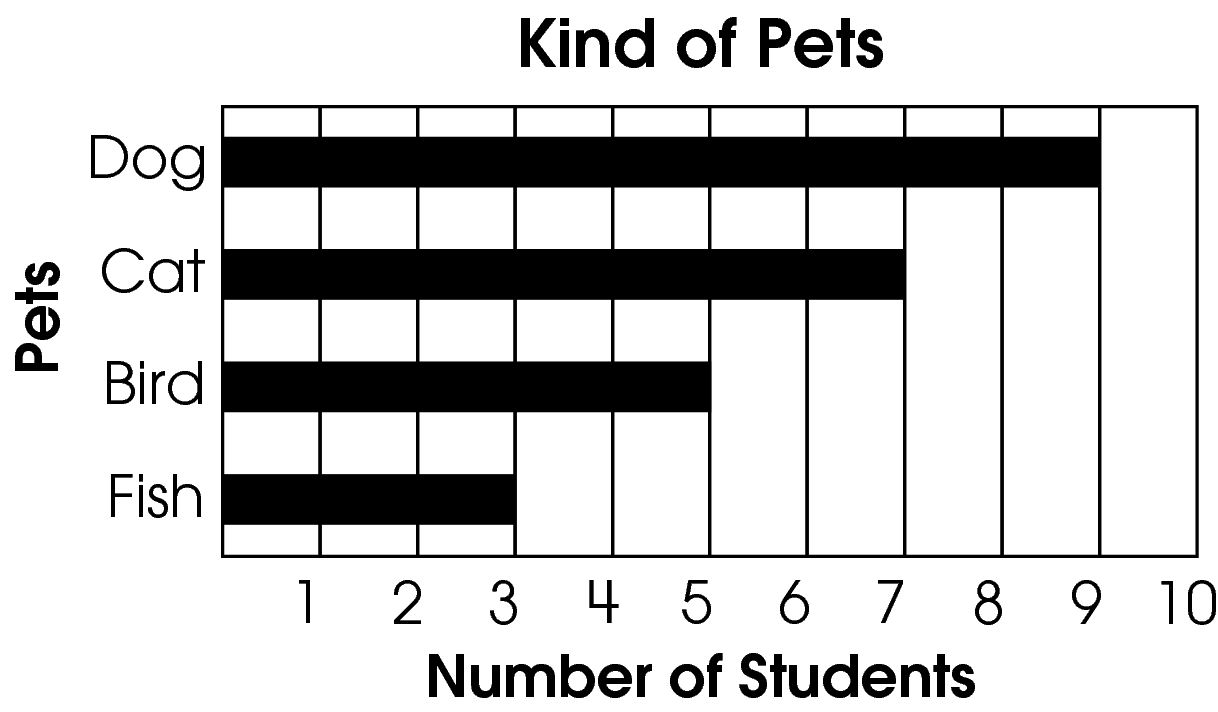 Kind of Pets
Pets
Dog
Cat
Bird
Fish
1 2 3 4 5 6 7 8 9 10
Number of Students